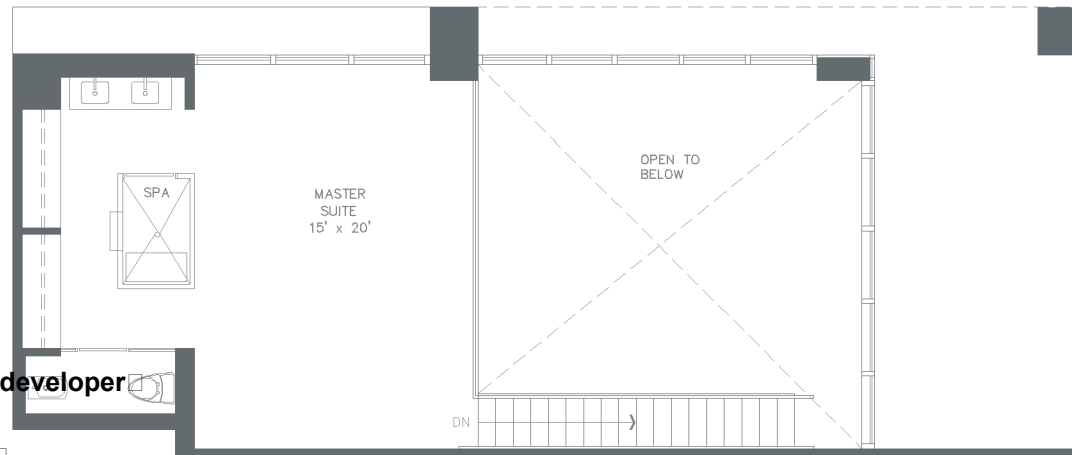 OPEN TO
BELOW
SPA
MASTER
SUITE
15' x 20'
developer
DN